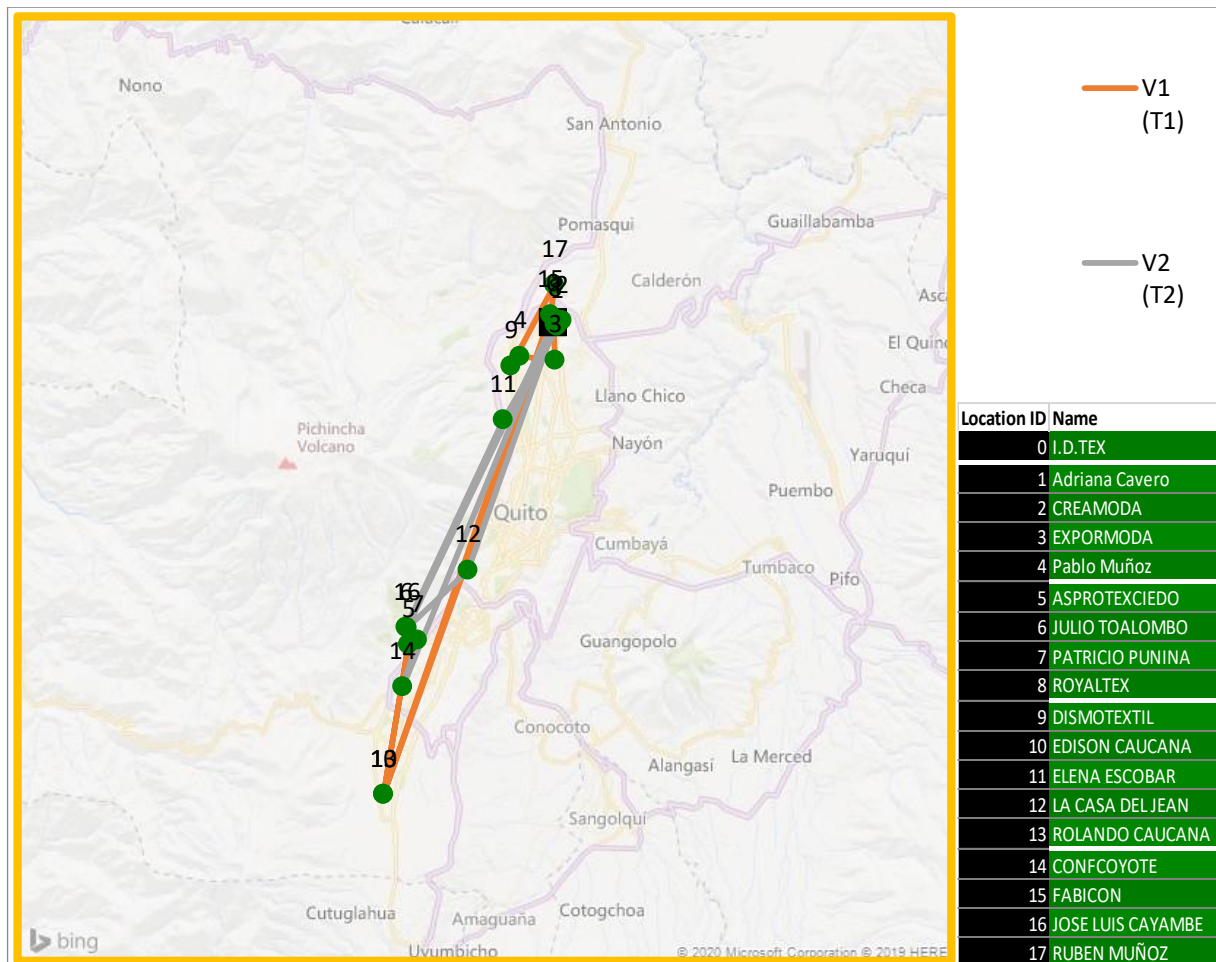 Nono
San Antonio
Pomasqui
Guaillabamba
Calderón
17
4
9
3
11
El Quinc
Checa
Llano Chico
Nayón
Pichincha
Volcano
Yaruquí
Puembo
Quito
12
Cumbayá
Tumbaco
Pifo
5
7
Guangopolo
14
Conocoto
La Merced
Alangasí
Sangolquí
Cutuglahua
Amaguaña
Cotogchoa
Uyumbicho
bing
© 2020 Microsoft Corporation © 2019 HERE
V1
(T1)
V2
(T2)
Location ID Name
0 I.D.TEX
1 Adriana Cavero
2 CREAMODA
3 EXPORMODA
4 Pablo Muñoz
5 ASPROTEXCIEDO
6 JULIO TOALOMBO
7 PATRICIO PUNINA
8 ROYALTEX
9 DISMOTEXTIL
10 EDISON CAUCANA
11 ELENA ESCOBAR
12 LA CASA DEL JEAN
13 ROLANDO CAUCANA
14 CONFCOYOTE
15 FABICON
16 JOSE LUIS CAYAMBE
17 RUBEN MUÑOZ